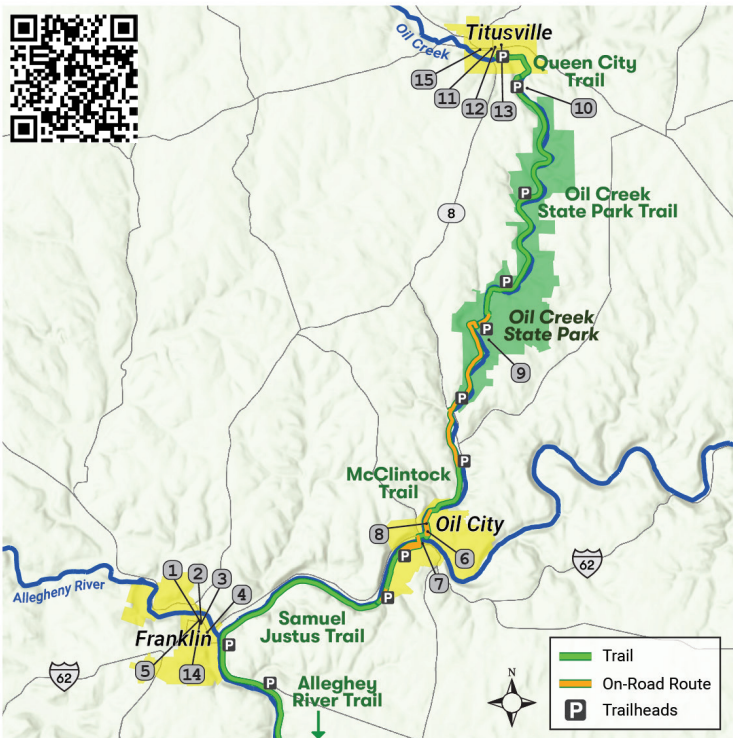 Titusville
Oil Creek
Queen City
Trail
15
11
12
13
10
P
P
P
Oil Creek
State Park Trail
8
P
Oil Creek
State Park
P
9
P
McClintock
Trail
P
8
Oil City
6
7
P
62
P
Allegheny River
1
2
3
4
Samuel
Justus Trail
Franklin
5
14
P
62
P
Alleghey
River Trail
N
Trail
On-Road Route
P Trailheads